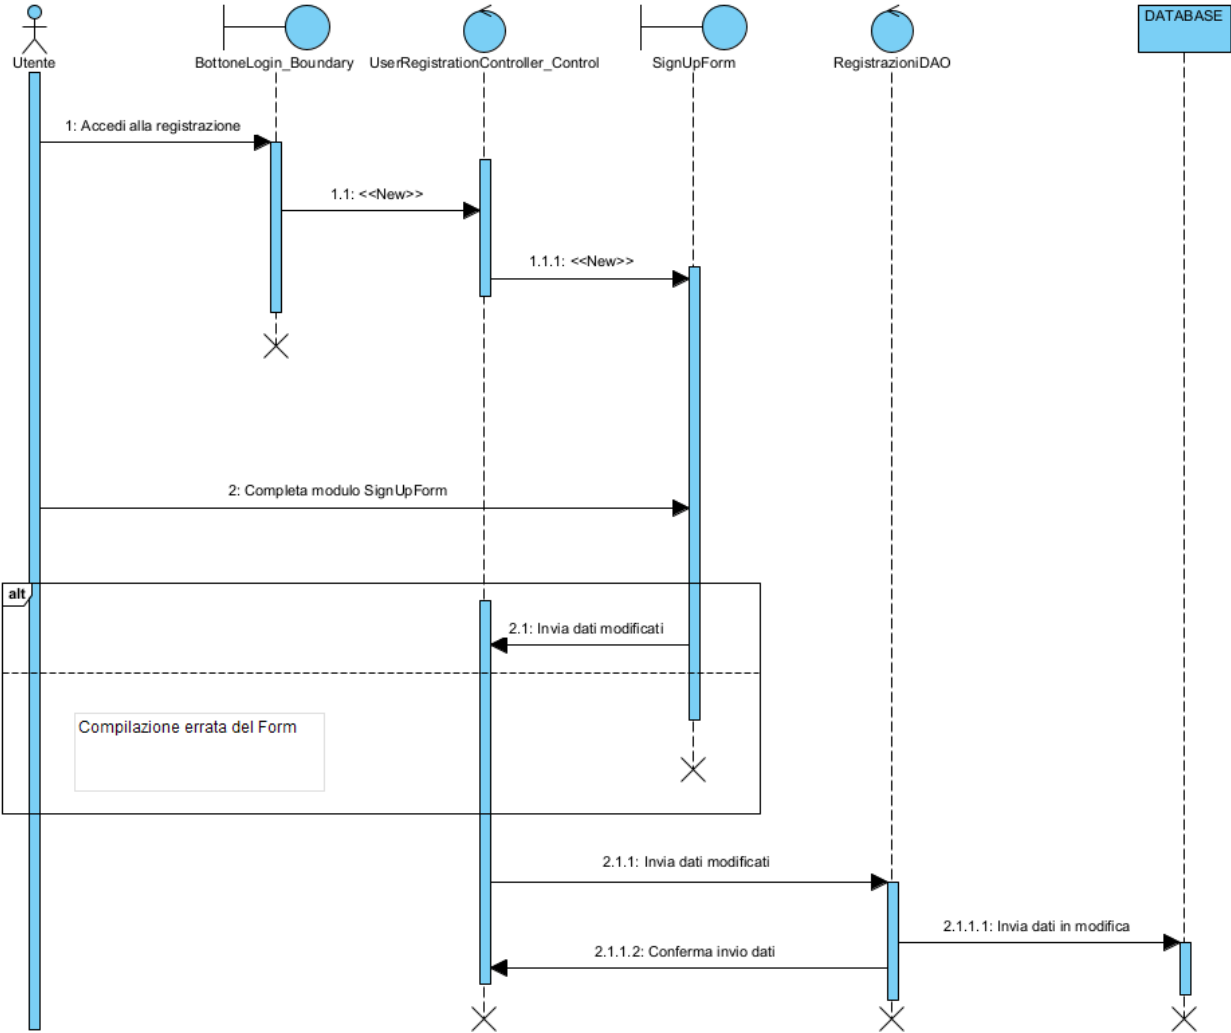 DATABASE
Utente
BottoneLogin_Boundary
UserRegistrationController_Control
SignUpForm
RegistrazioniDAO
1: Accedi alla registrazione
1.1: <<New>>
1.1.1: <<New>>
2: Completa modulo SignUpForm
alt
2.1: Invia dati modificati
Compilazione errata del Form
2.1.1: Invia dati modificati
2.1.1.1: Invia dati in modifica
2.1.1.2: Conferma invio dati